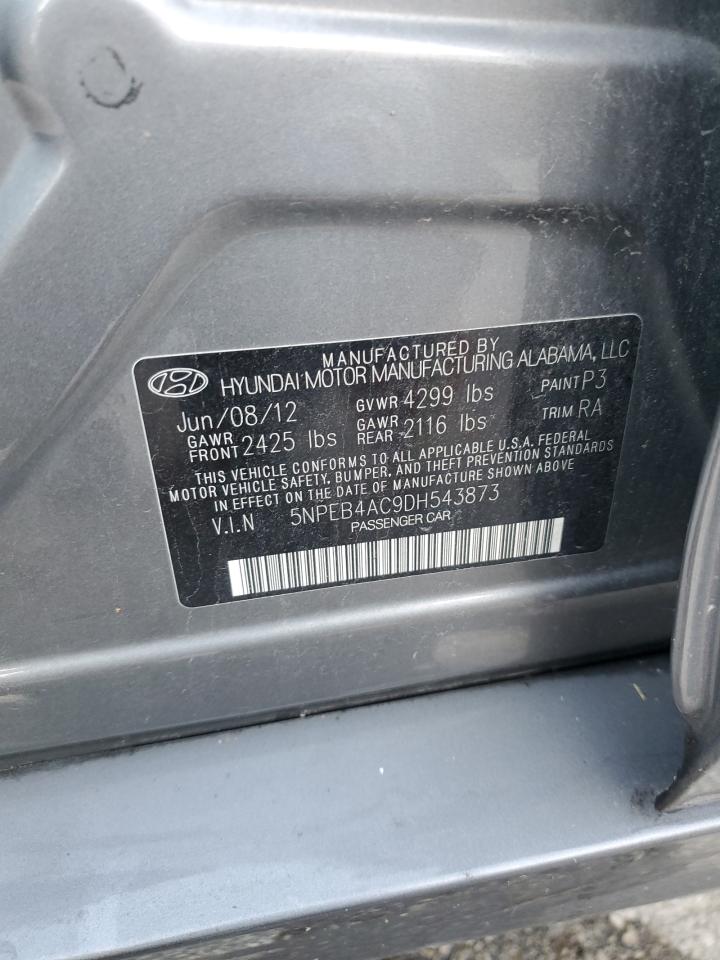 MANUFACTURED BY
HYUNDAI MOTOR MANUFACTURING ALABAMA, LLC
Jun/08/12 GVWR 4299 lbs PAINT P3
GAWR FRONT 2425 lbs GAWR REAR 2116 lbs TRIM RA
THIS VEHICLE CONFORMS TO ALL APPLICABLE U.S.A. FEDERAL
MOTOR VEHICLE SAFETY, BUMPER, AND THEFT PREVENTION STANDARDS
IN EFFECT ON THE DATE OF MANUFACTURE SHOWN ABOVE
V.I.N 5NPEB4AC9DH543873
PASSENGER CAR